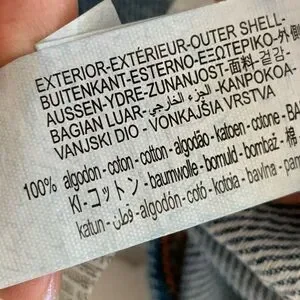 EXTERIOR-EXTÉRIEUR-OUTER SHELL-
BUITENKANT-ESTERNO-ΕΞΩΤΕΡΙΚΟ-外側
AUSSEN-YDRE-ZUNANJOST-面料-겉감-
BAGIAN LUAR-الجزء الخارجي-KANPOKOA-
VANJSKI DIO-VONKAJŠIA VRSTVA
100% algodon-coton-cotton-algodão-katoen-cotone-BA
KI-コットン-baumwolle-bomuld-bombaž-棉
katun-قطن-algodón-cotó-kotoia-bavlna-pam